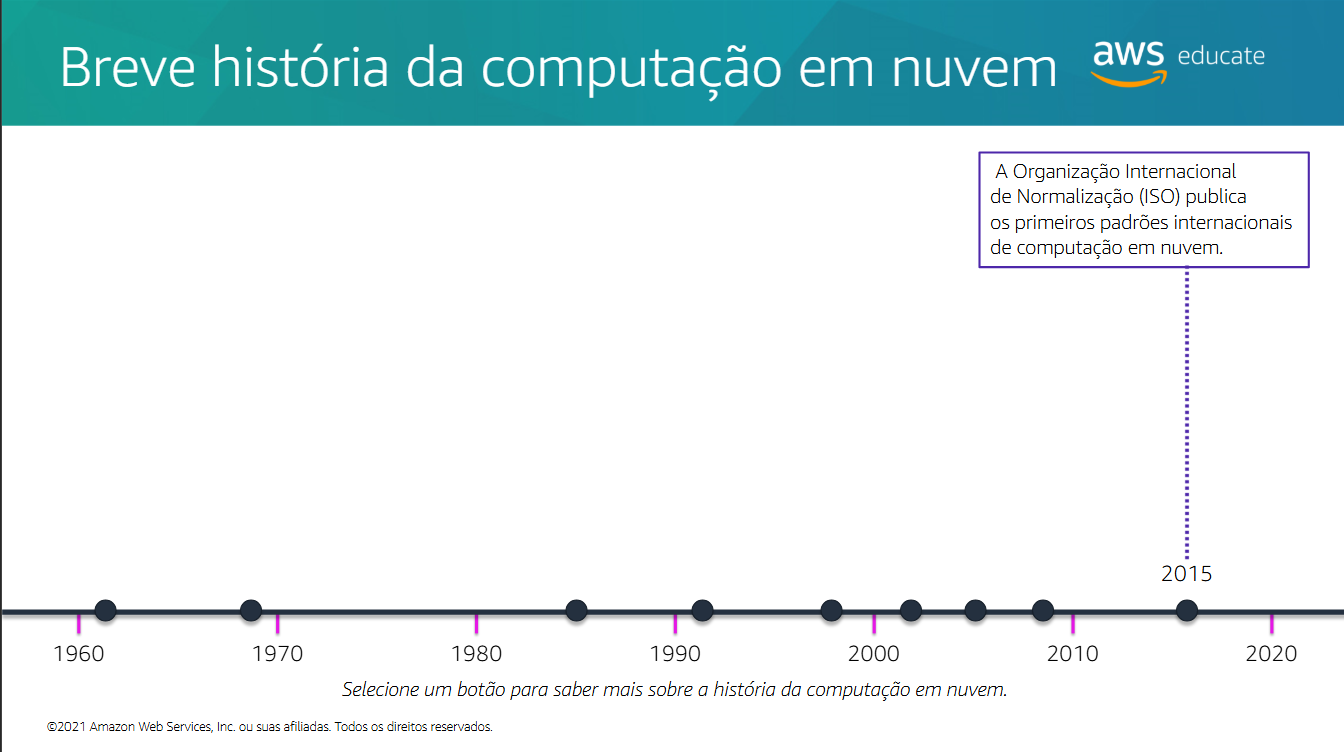 Breve história da computação em nuvem
aws educate
A Organização Internacional
de Normalização (ISO) publica
os primeiros padrões internacionais
de computação em nuvem.
2015
1960 1970 1980 1990 2000 2010 2020
Selecione um botão para saber mais sobre a história da computação em nuvem.
©2021 Amazon Web Services, Inc. ou suas afiliadas. Todos os direitos reservados.